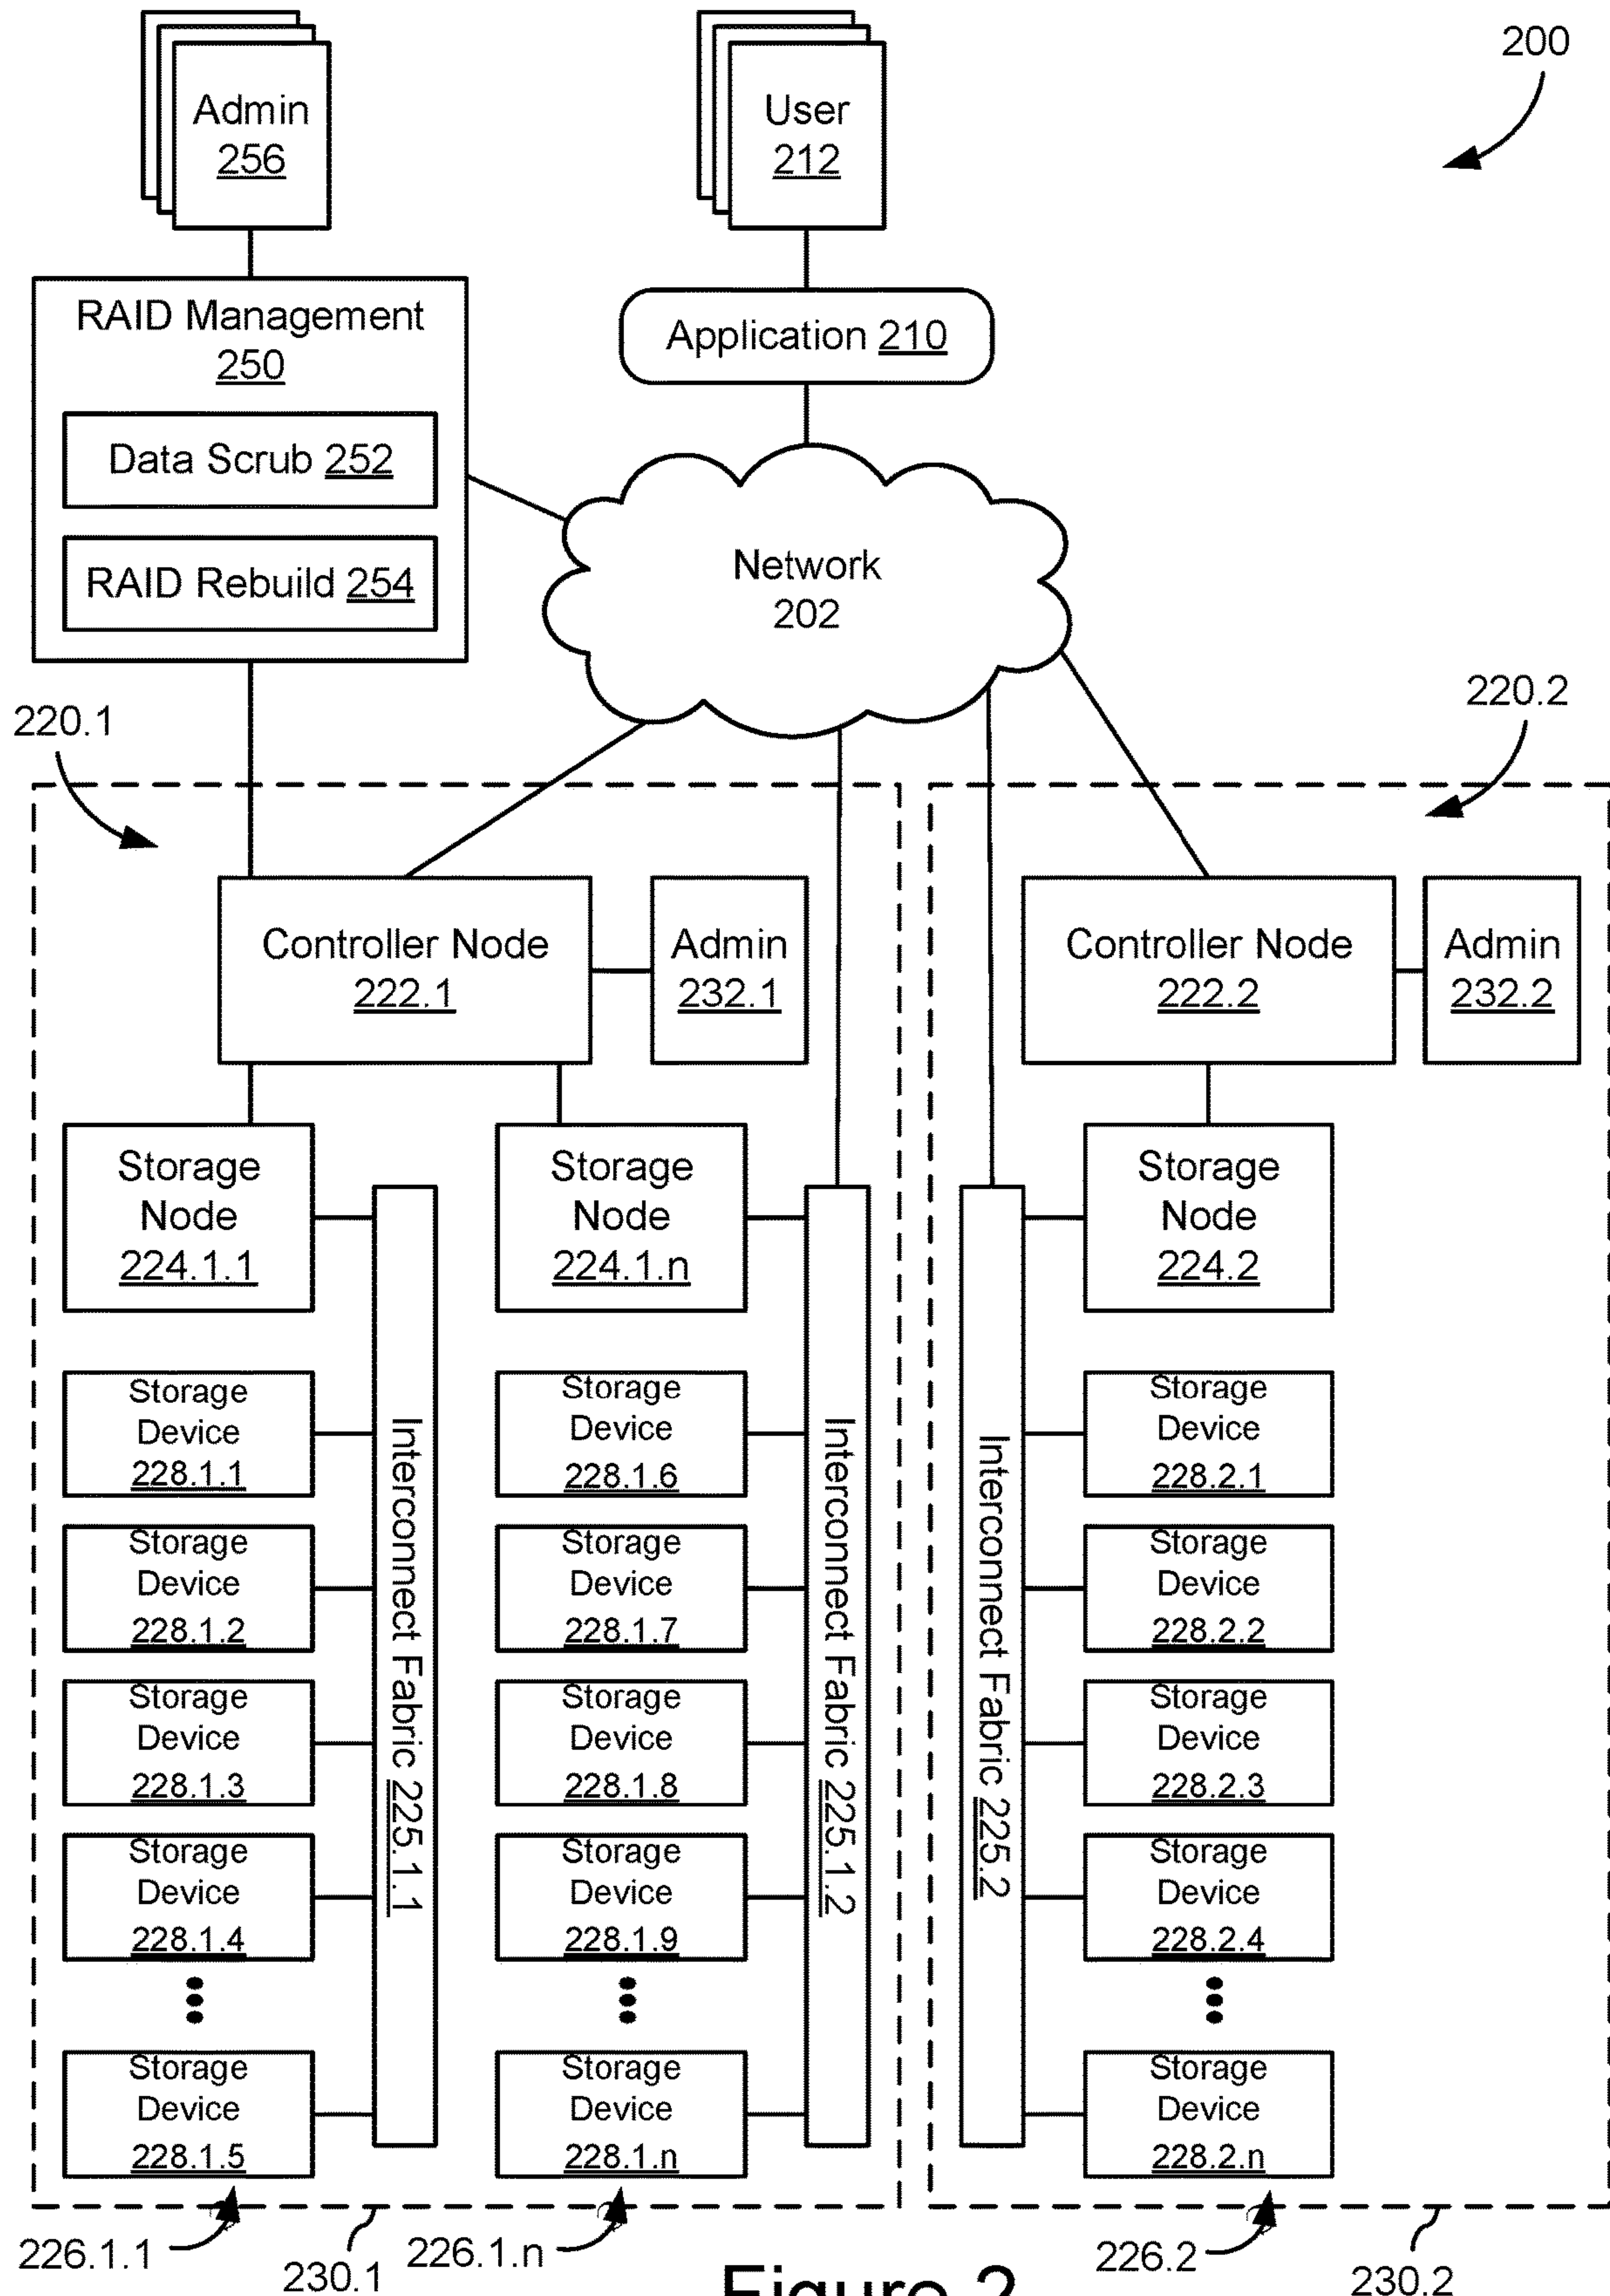 200
Admin
256
User
212
RAID Management
250
Application 210
Data Scrub 252
RAID Rebuild 254
Network
202
220.1
220.2
Controller Node
222.1
Admin
232.1
Controller Node
222.2
Admin
232.2
Storage
Node
224.1.1
Storage
Node
224.1.n
Storage
Node
224.2
Storage
Device
228.1.1
Storage
Device
228.1.2
Storage
Device
228.1.3
Storage
Device
228.1.4
Storage
Device
228.1.5
Interconnect Fabric 225.1.1
Storage
Device
228.1.6
Storage
Device
228.1.7
Storage
Device
228.1.8
Storage
Device
228.1.9
Storage
Device
228.1.n
Interconnect Fabric 225.1.2
Interconnect Fabric 225.2
Storage
Device
228.2.1
Storage
Device
228.2.2
Storage
Device
228.2.3
Storage
Device
228.2.4
Storage
Device
228.2.n
226.1.1
230.1
226.1.n
226.2
230.2
Figure 2